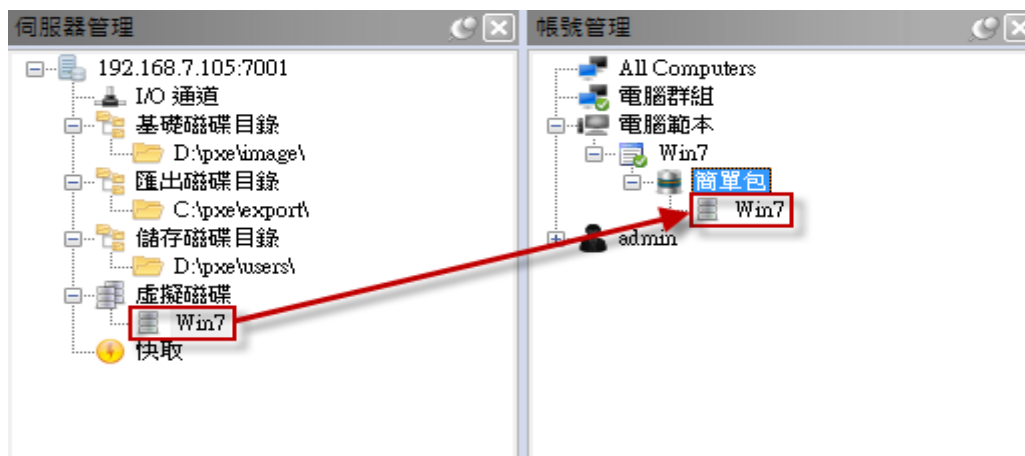 伺服器管理
192.168.7.105:7001
I/O 通道
基礎磁碟目錄
D:\pxe\image\
匯出磁碟目錄
C:\pxe\export\
儲存磁碟目錄
D:\pxe\users\
虛擬磁碟
Win7
快取
帳號管理
All Computers
電腦群組
電腦範本
Win7
簡單包
Win7
admin